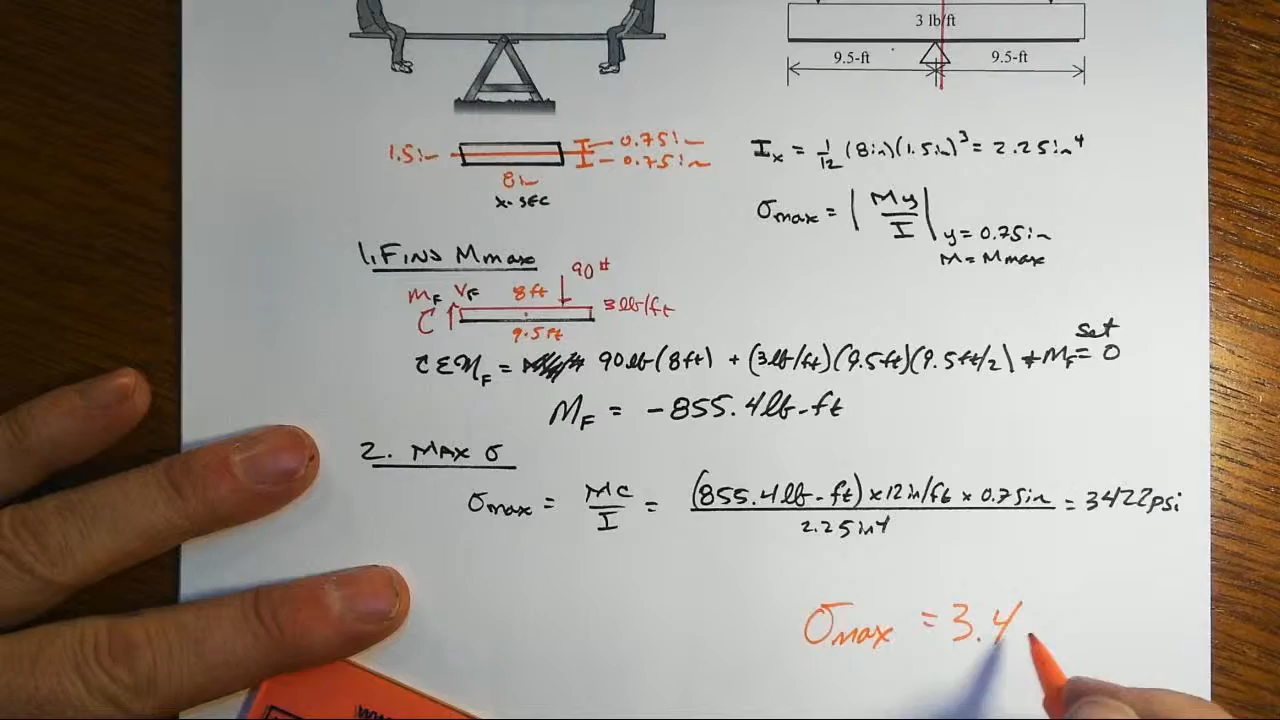 3 lb/ft
9.5-ft 9.5-ft
1.5in
0.75in
0.75in
8in
X-SEC
Ix = 1/12 (8in)(1.5in)^3 = 2.25in^4
σmax = | My/I | y = 0.75in
M = Mmax
1. FIND Mmax
90#
MF VF 8ft
3lb/ft
9.5ft
ΣMF = 90lb(8ft) + (3lb/ft)(9.5ft)(9.5ft/2) + MF = 0
set
MF = -855.4lb-ft
2. MAX σ
σmax = MC/I = (855.4lb-ft) x 12in/ft x 0.75in / 2.25in^4 = 3422psi
σmax = 3.4